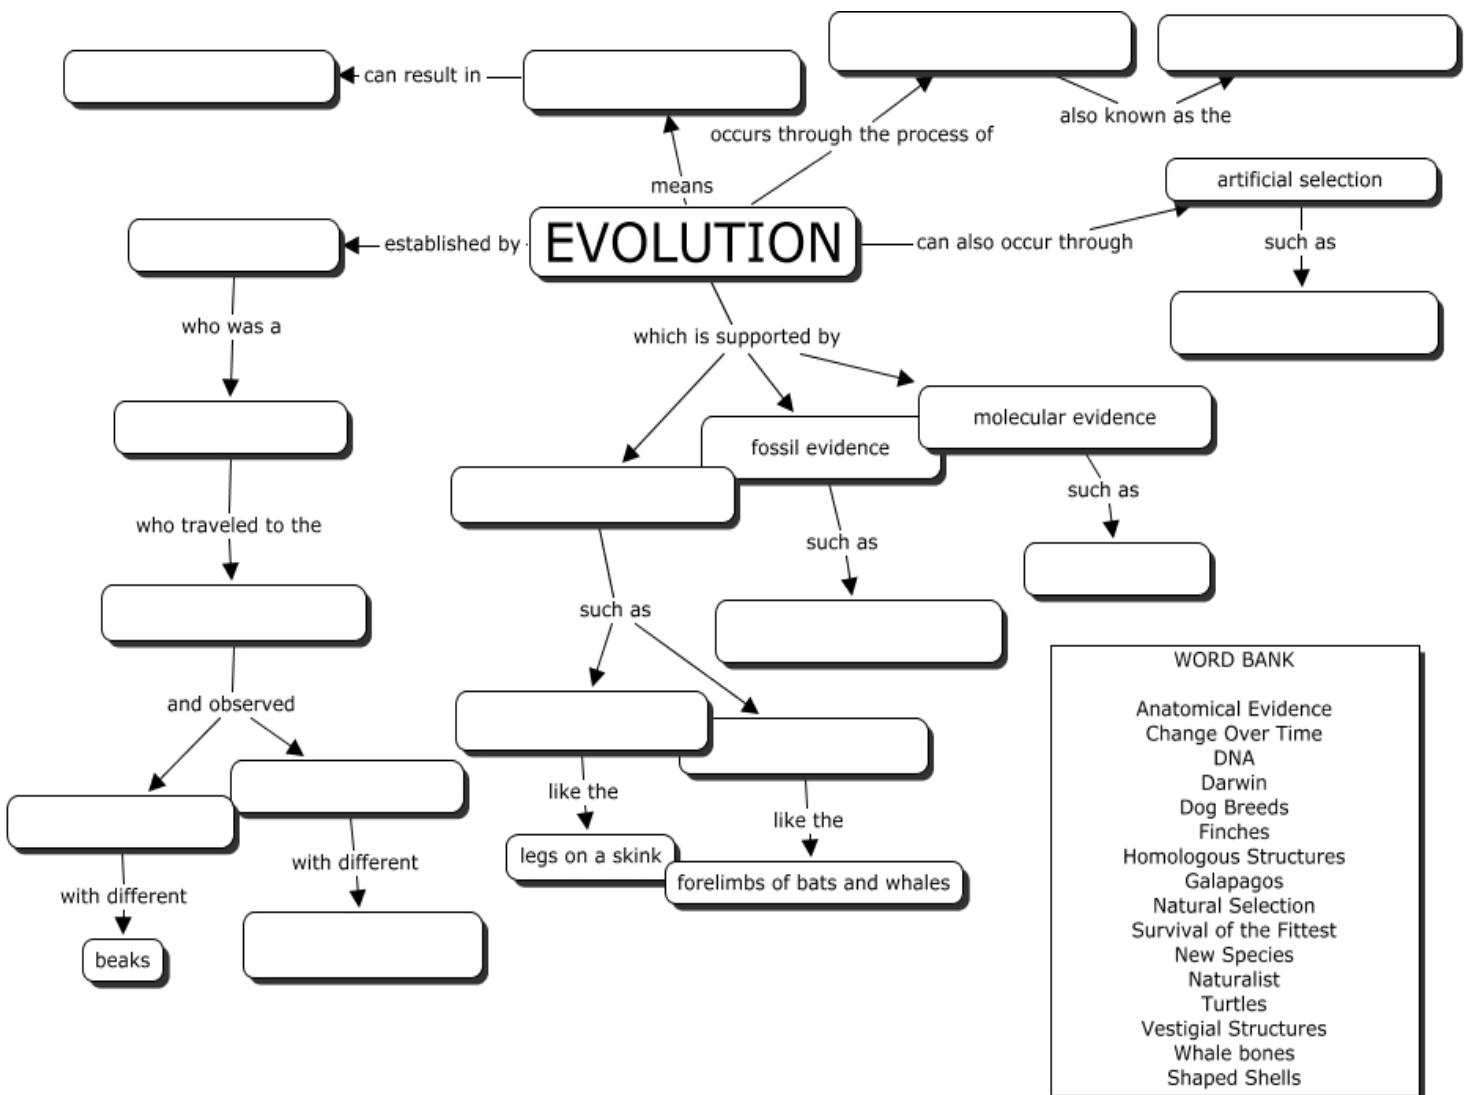 can result in
occurs through the process of
also known as the
means
artificial selection
established by
EVOLUTION
can also occur through
such as
who was a
which is supported by
molecular evidence
fossil evidence
such as
who traveled to the
such as
such as
and observed
like the
like the
with different
legs on a skink
forelimbs of bats and whales
with different
beaks
WORD BANK
Anatomical Evidence
Change Over Time
DNA
Darwin
Dog Breeds
Finches
Homologous Structures
Galapagos
Natural Selection
Survival of the Fittest
New Species
Naturalist
Turtles
Vestigial Structures
Whale bones
Shaped Shells